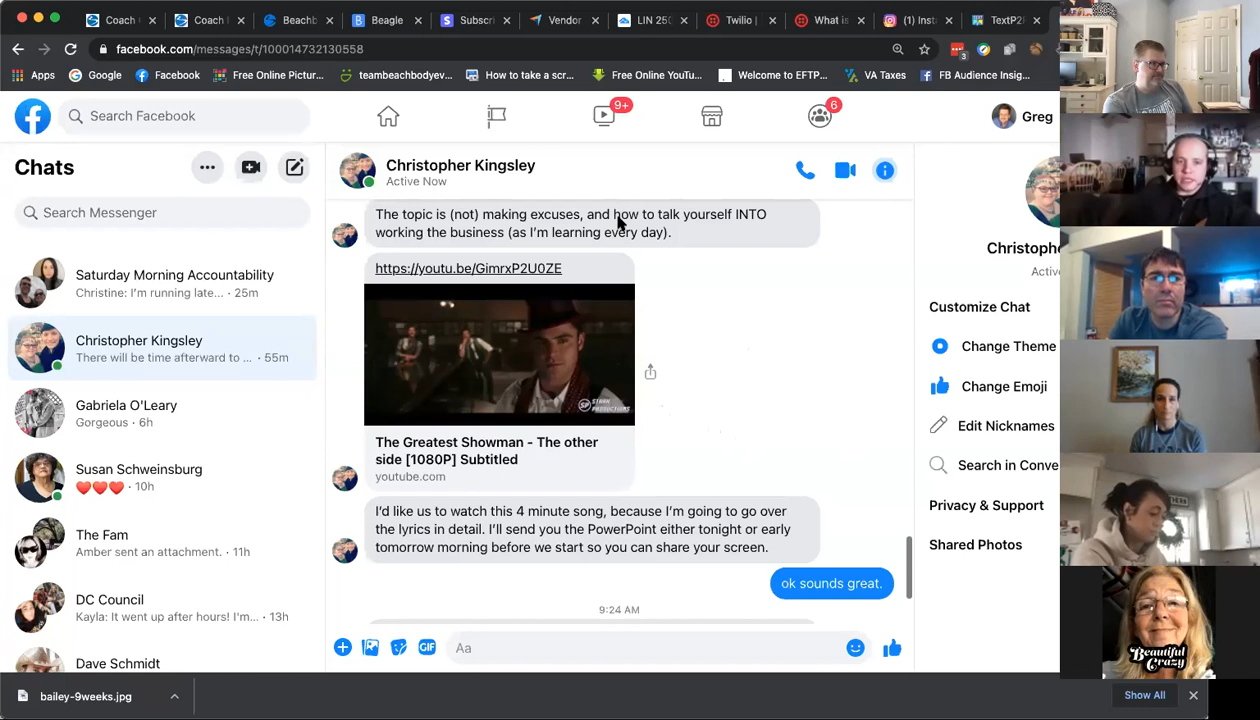 Coach
Coach
Beachb
Beagle
Subscri
Vendor
LIN 250
Twilio |
What is
(1) Inst
TextP2P
facebook.com/messages/t/100014732130558
3
Apps
Google
Facebook
Free Online Pictur...
teambeachbodyev...
How to take a scr...
Free Online YouTu...
Welcome to EFTP...
VA Taxes
FB Audience Insig...
Search Facebook
9+
6
Greg
Chats
Search Messenger
Saturday Morning Accountability
Christine: I'm running late... · 25m
Christopher Kingsley
There will be time afterward to ... · 55m
Gabriela O'Leary
Gorgeous · 6h
Susan Schweinsburg
❤️❤️❤️ · 10h
The Fam
Amber sent an attachment. · 11h
DC Council
Kayla: It went up after hours! I'm... · 13h
Dave Schmidt
Christopher Kingsley
Active Now
The topic is (not) making excuses, and how to talk yourself INTO
working the business (as I'm learning every day).
https://youtu.be/GimrxP2U0ZE
SP STARK PRODUCTIONS
The Greatest Showman - The other
side [1080P] Subtitled
youtube.com
I'd like us to watch this 4 minute song, because I'm going to go over
the lyrics in detail. I'll send you the PowerPoint either tonight or early
tomorrow morning before we start so you can share your screen.
ok sounds great.
9:24 AM
GIF
Aa
Christophe
Active
Customize Chat
Change Theme
Change Emoji
Edit Nicknames
Search in Conve
Privacy & Support
Shared Photos
Beautiful
Crazy
bailey-9weeks.jpg
Show All